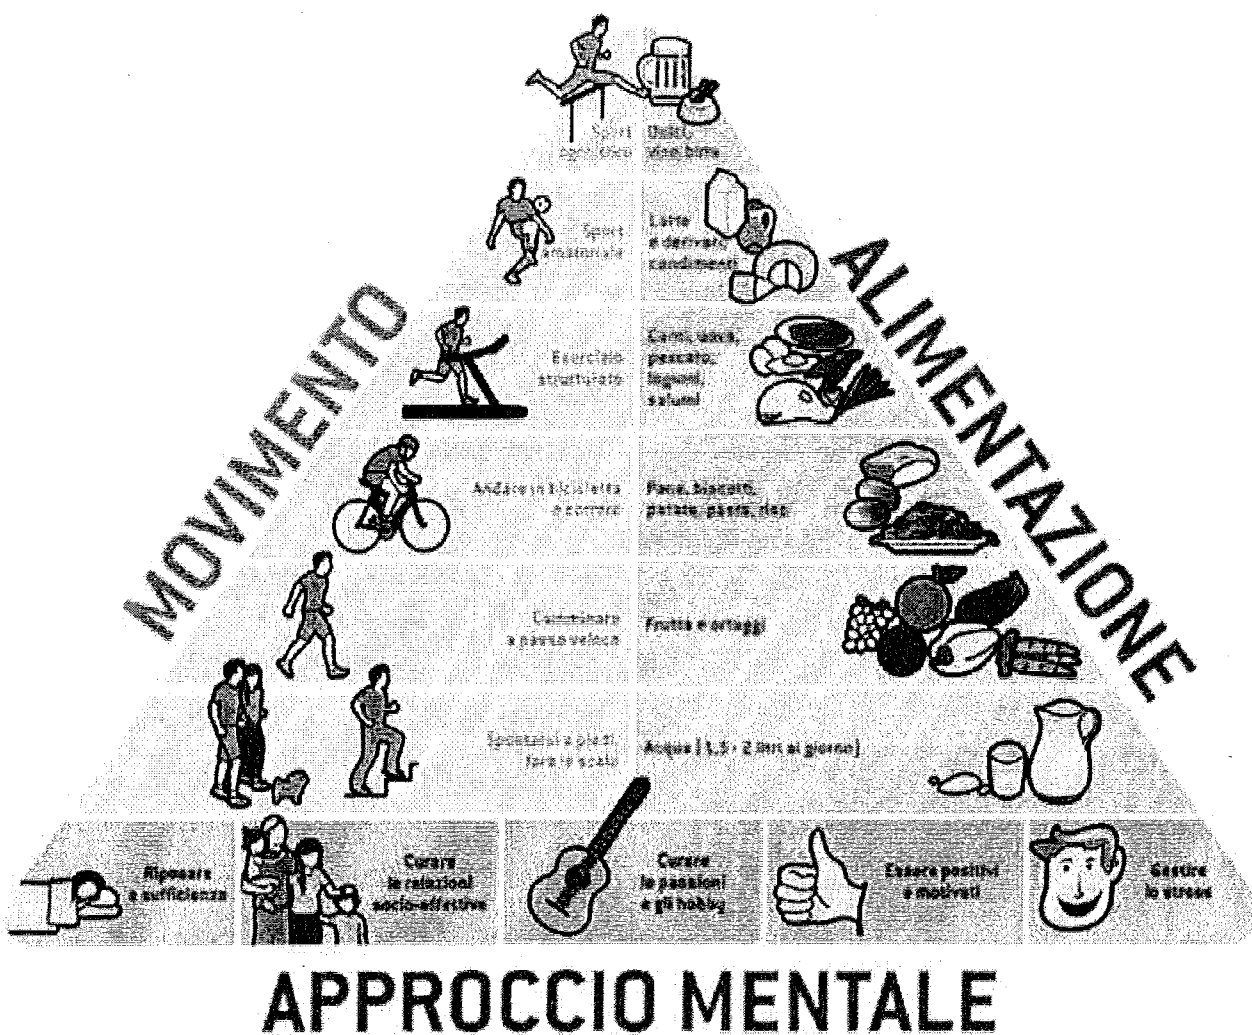 Sport
agonistico
Dolci,
vino, birra
Sport
amatoriale
Latte
e derivati,
condimenti
MOVIMENTO
ALIMENTAZIONE
Esercizio
strutturato
Carni, uova,
pescato,
legumi,
salumi
Andare in bicicletta
o correre
Pane, biscotti,
patate, pasta, riso
Camminare
a passo veloce
Frutta e ortaggi
Spostarsi a piedi,
fare le scale
Acqua (1,5 - 2 litri al giorno)
Riposare
a sufficienza
Curare
le relazioni
socio-affettive
Curare
le passioni
e gli hobby
Essere positivi
e motivati
Gestire
lo stress
APPROCCIO MENTALE